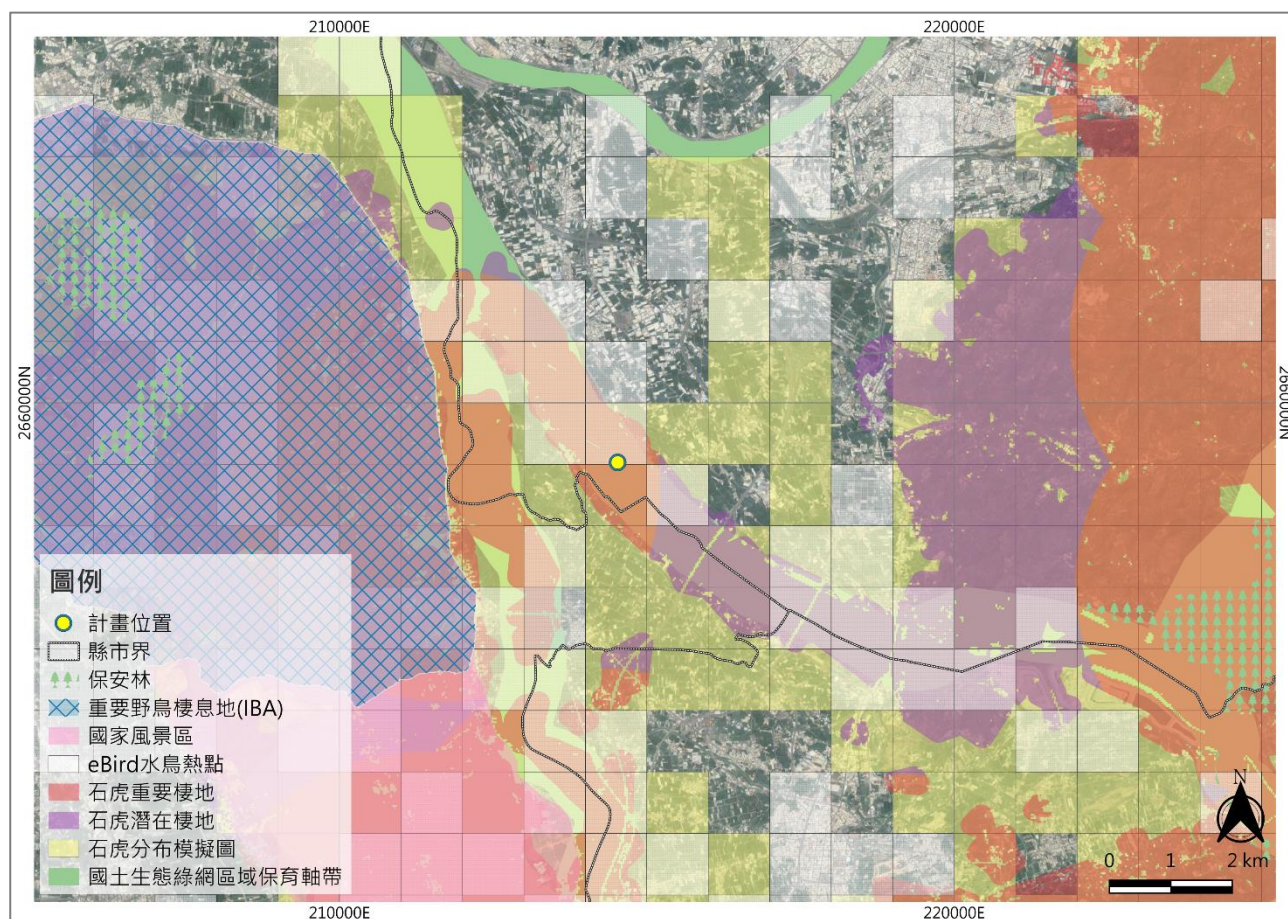 210000E 220000E
2660000N
2660000N
圖例
計畫位置
縣市界
保安林
重要野鳥棲息地(IBA)
國家風景區
eBird水鳥熱點
石虎重要棲地
石虎潛在棲地
石虎分布模擬圖
國土生態綠網區域保育軸帶
N
0 1 2 km
210000E 220000E